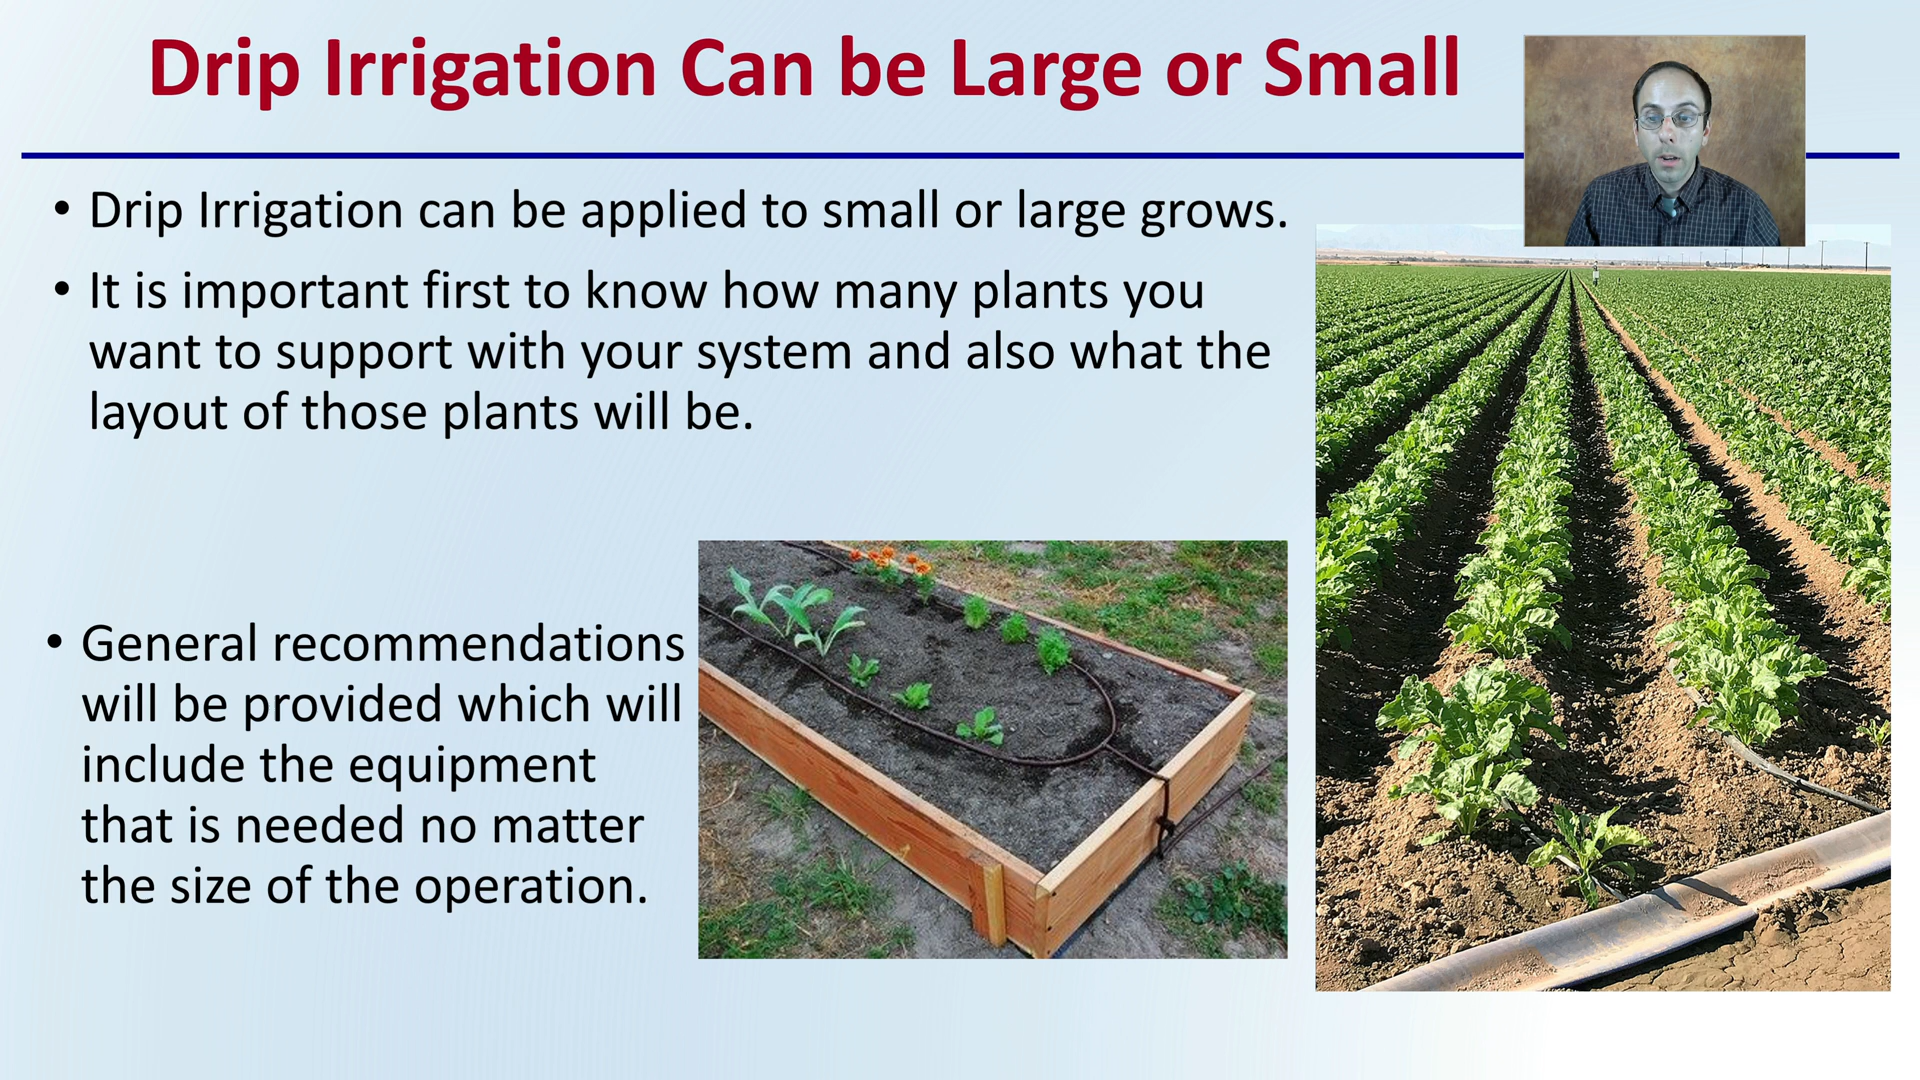 Drip Irrigation Can be Large or Small
• Drip Irrigation can be applied to small or large grows.
• It is important first to know how many plants you
want to support with your system and also what the
layout of those plants will be.
• General recommendations
will be provided which will
include the equipment
that is needed no matter
the size of the operation.